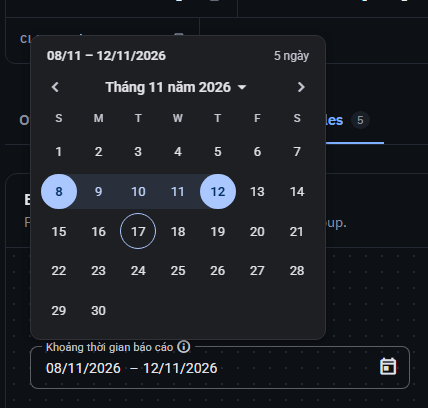 08/11 – 12/11/2026 5 ngày
Tháng 11 năm 2026
S M T W T F S
1 2 3 4 5 6 7
8 9 10 11 12 13 14
15 16 17 18 19 20 21
22 23 24 25 26 27 28
29 30
5
Khoảng thời gian báo cáo
08/11/2026 – 12/11/2026